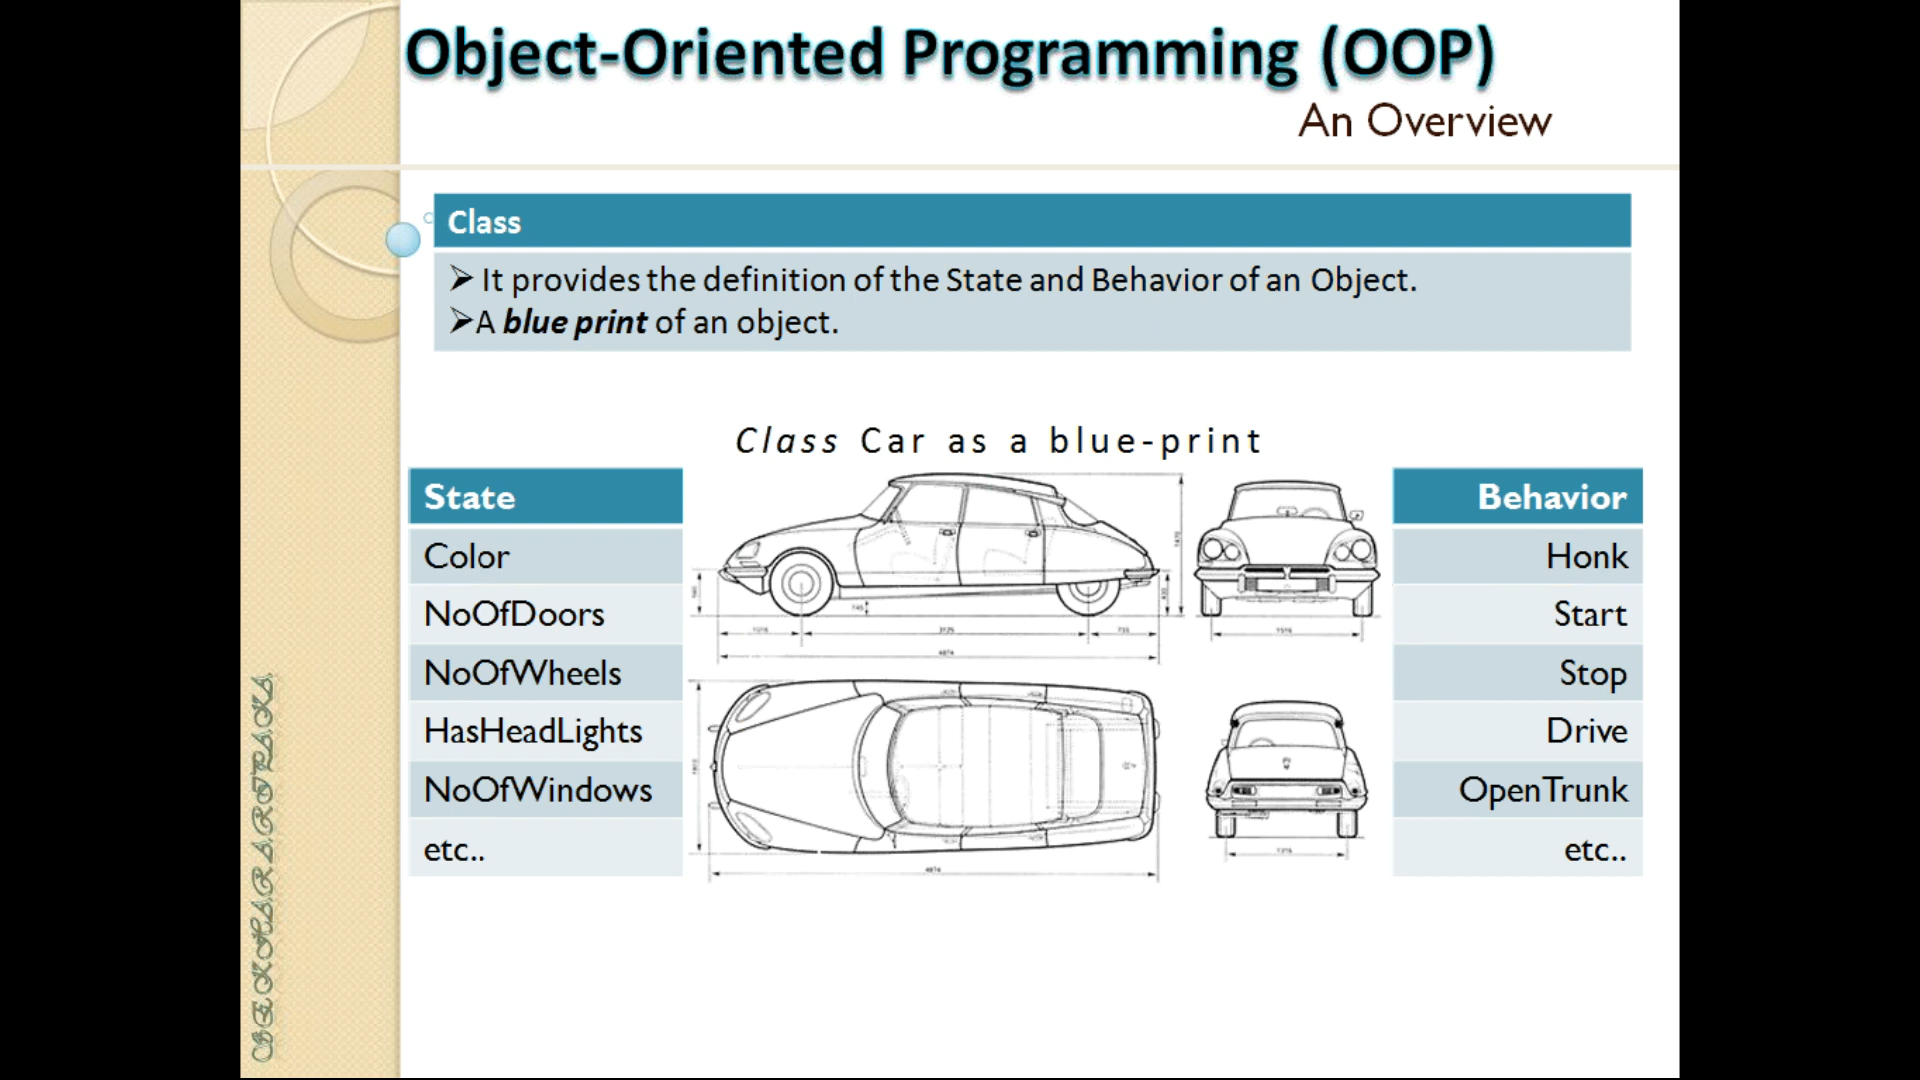 Object-Oriented Programming (OOP)
An Overview
Class
➢ It provides the definition of the State and Behavior of an Object.
➢A blue print of an object.
Class Car as a blue-print
State
Color
NoOfDoors
NoOfWheels
HasHeadLights
NoOfWindows
etc..
Behavior
Honk
Start
Stop
Drive
OpenTrunk
etc..